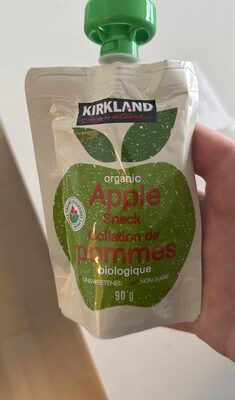 KIRKLAND
Signature
organic
Apple
Snack
Collation de
pommes
biologique
UNSWEETENED • NON SUCRÉ
90 g